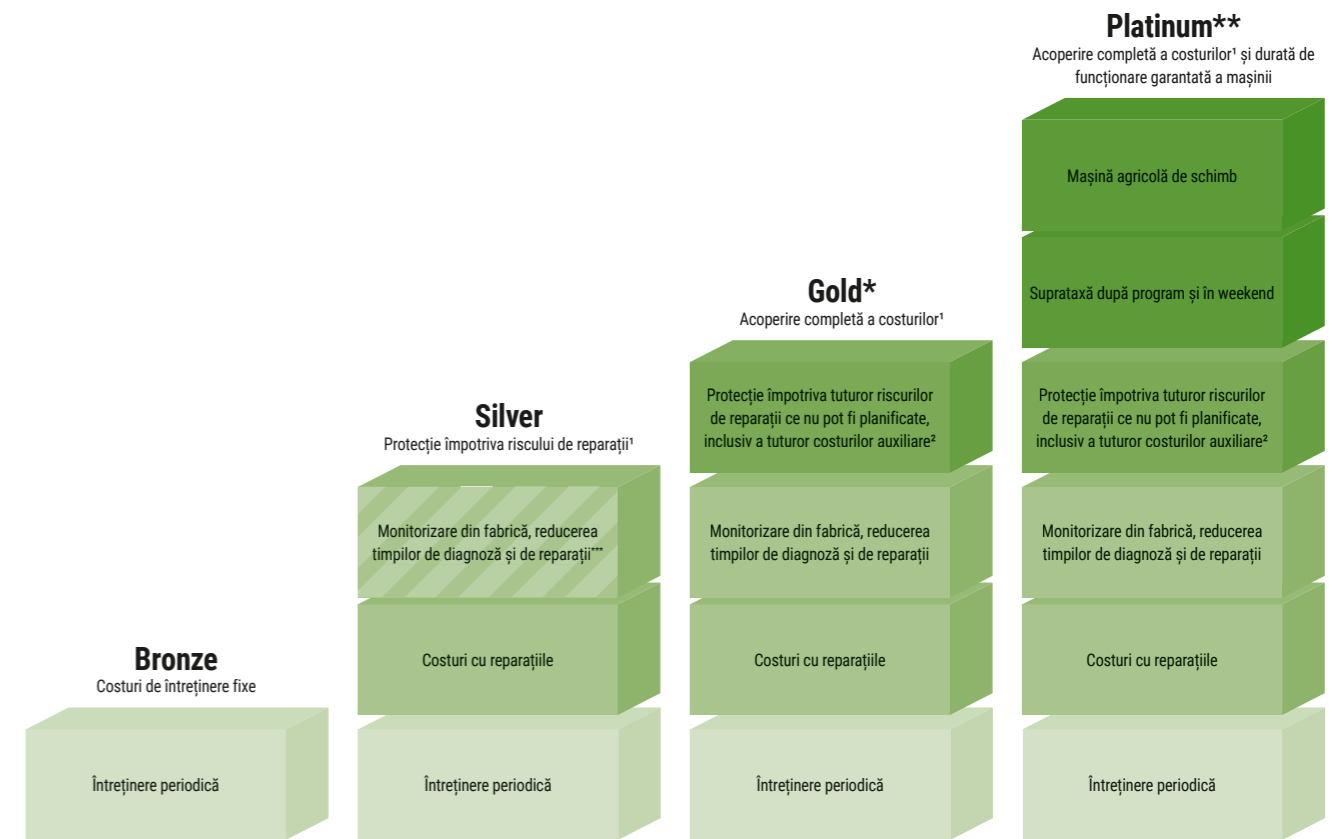 Platinum**
Acoperire completă a costurilor¹ și durată de
funcționare garantată a mașinii
Mașină agricolă de schimb
Suprataxă după program și în weekend
Protecție împotriva tuturor riscurilor
de reparații ce nu pot fi planificate,
inclusiv a tuturor costurilor auxiliare²
Monitorizare din fabrică, reducerea
timpilor de diagnoză și de reparații
Costuri cu reparațiile
Întreținere periodică
Gold*
Acoperire completă a costurilor¹
Protecție împotriva tuturor riscurilor
de reparații ce nu pot fi planificate,
inclusiv a tuturor costurilor auxiliare²
Monitorizare din fabrică, reducerea
timpilor de diagnoză și de reparații
Costuri cu reparațiile
Întreținere periodică
Silver
Protecție împotriva riscului de reparații¹
Monitorizare din fabrică, reducerea
timpilor de diagnoză și de reparații***
Costuri cu reparațiile
Întreținere periodică
Bronze
Costuri de întreținere fixe
Întreținere periodică